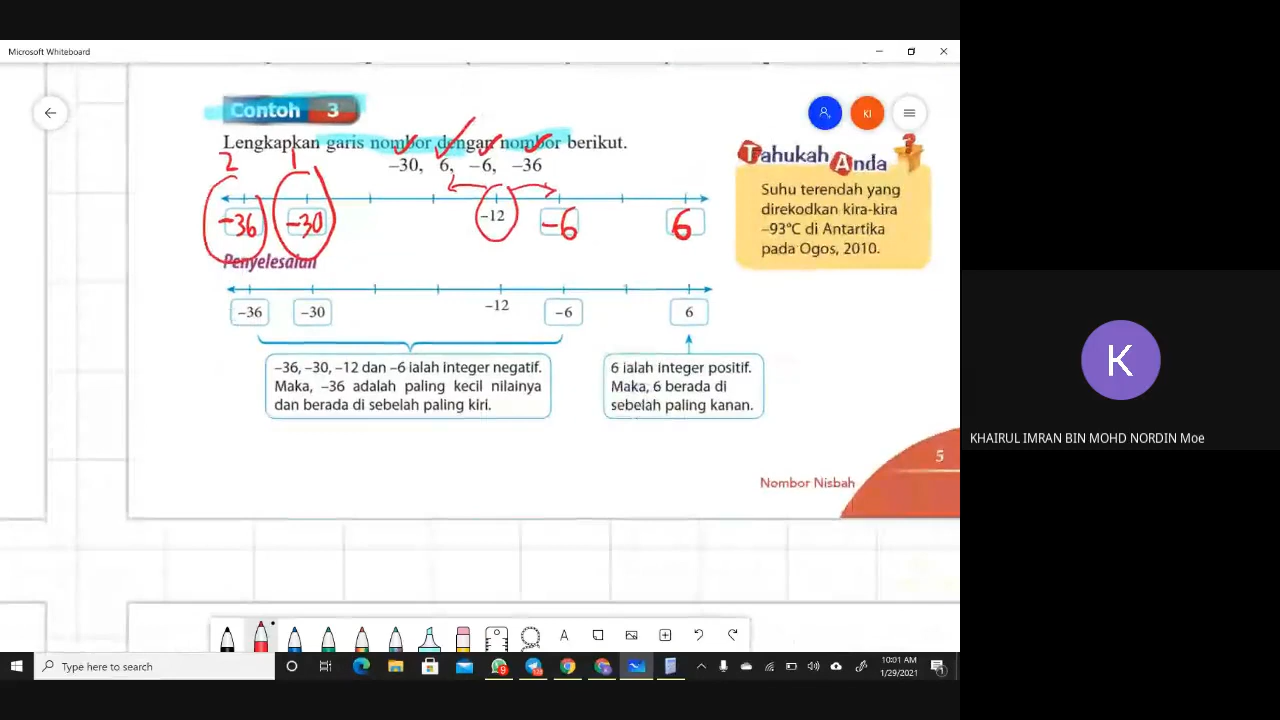 Microsoft Whiteboard
Contoh 3
Lengkapkan garis nombor dengan nombor berikut.
2
1
–30, 6, –6, –36
–12
-36
-30
-6
6
Penyelesaian
–36
–30
–12
–6
6
–36, –30, –12 dan –6 ialah integer negatif.
Maka, –36 adalah paling kecil nilainya
dan berada di sebelah paling kiri.
6 ialah integer positif.
Maka, 6 berada di
sebelah paling kanan.
KI
Tahukah Anda
?
Suhu terendah yang
direkodkan kira-kira
–93°C di Antartika
pada Ogos, 2010.
5
Nombor Nisbah
K
KHAIRUL IMRAN BIN MOHD NORDIN Moe
A
Type here to search
10:01 AM
1/29/2021